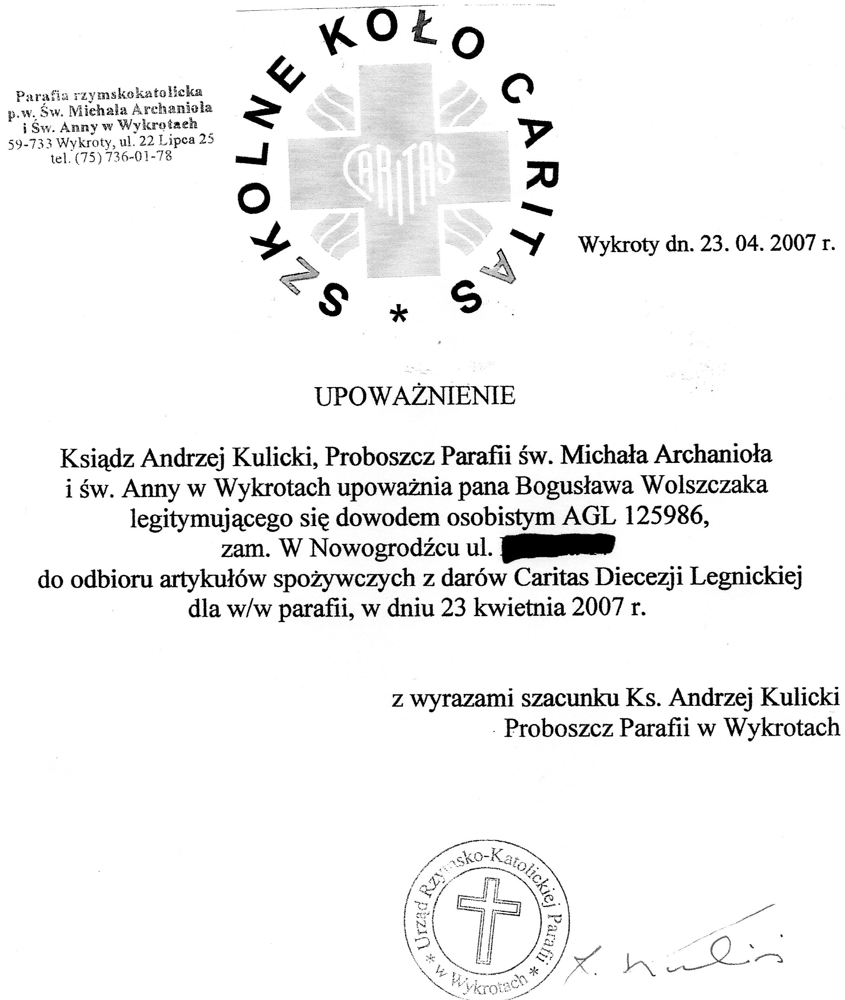 SZKOLNE KOŁO CARITAS *
CARITAS
Parafia rzymskokatolicka
p.w. Św. Michała Archanioła
i Św. Anny w Wykrotach
59-733 Wykroty, ul. 22 Lipca 25
tel. (75) 736-01-78
Wykroty dn. 23. 04. 2007 r.
UPOWAŻNIENIE
Ksiądz Andrzej Kulicki, Proboszcz Parafii św. Michała Archanioła
i św. Anny w Wykrotach upoważnia pana Bogusława Wolszczaka
legitymującego się dowodem osobistym AGL 125986,
zam. W Nowogrodźcu ul.
do odbioru artykułów spożywczych z darów Caritas Diecezji Legnickiej
dla w/w parafii, w dniu 23 kwietnia 2007 r.
z wyrazami szacunku Ks. Andrzej Kulicki
Proboszcz Parafii w Wykrotach
Urząd Rzymsko-Katolickiej Parafii
* w Wykrotach *